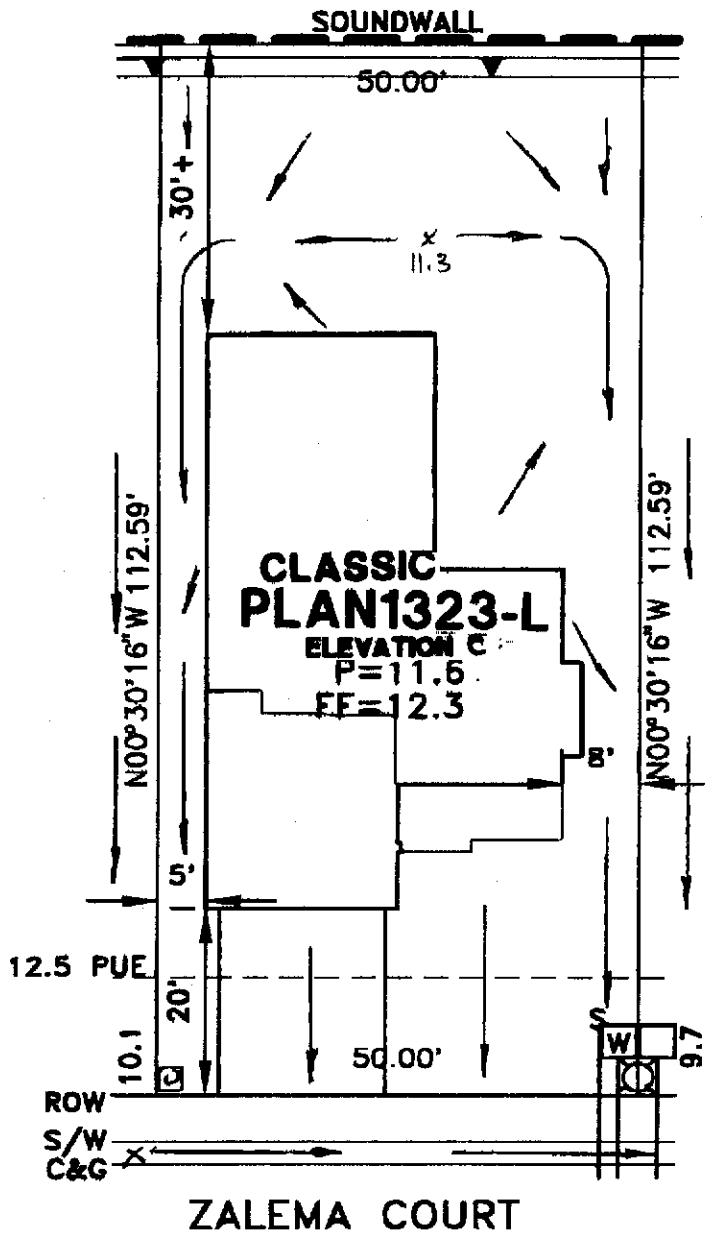 SOUNDWALL
50.00'
30'+
x
11.3
N00°30'16"W 112.59'
N00°30'16"W 112.59'
CLASSIC
PLAN1323-L
ELEVATION C
P=11.6
FF=12.3
8'
5'
12.5 PUE
20'
10.1
50.00'
S
W
9.7
ROW
S/W
C&G
X
ZALEMA COURT